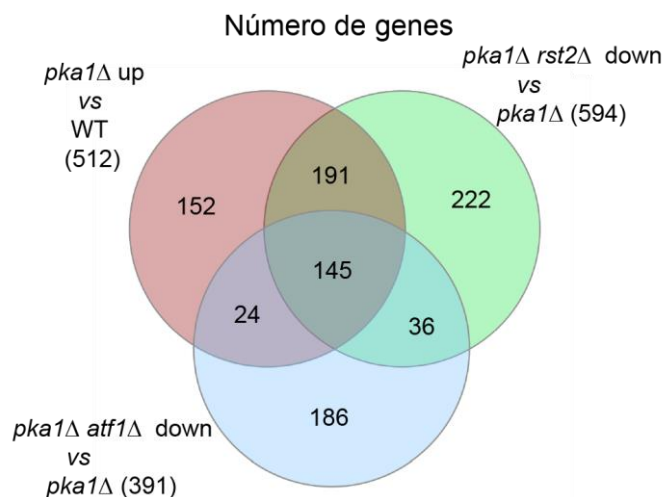 Número de genes
pka1Δ up
vs
WT
(512)
pka1Δ rst2Δ down
vs
pka1Δ (594)
191
152
222
145
24
36
186
pka1Δ atf1Δ down
vs
pka1Δ (391)